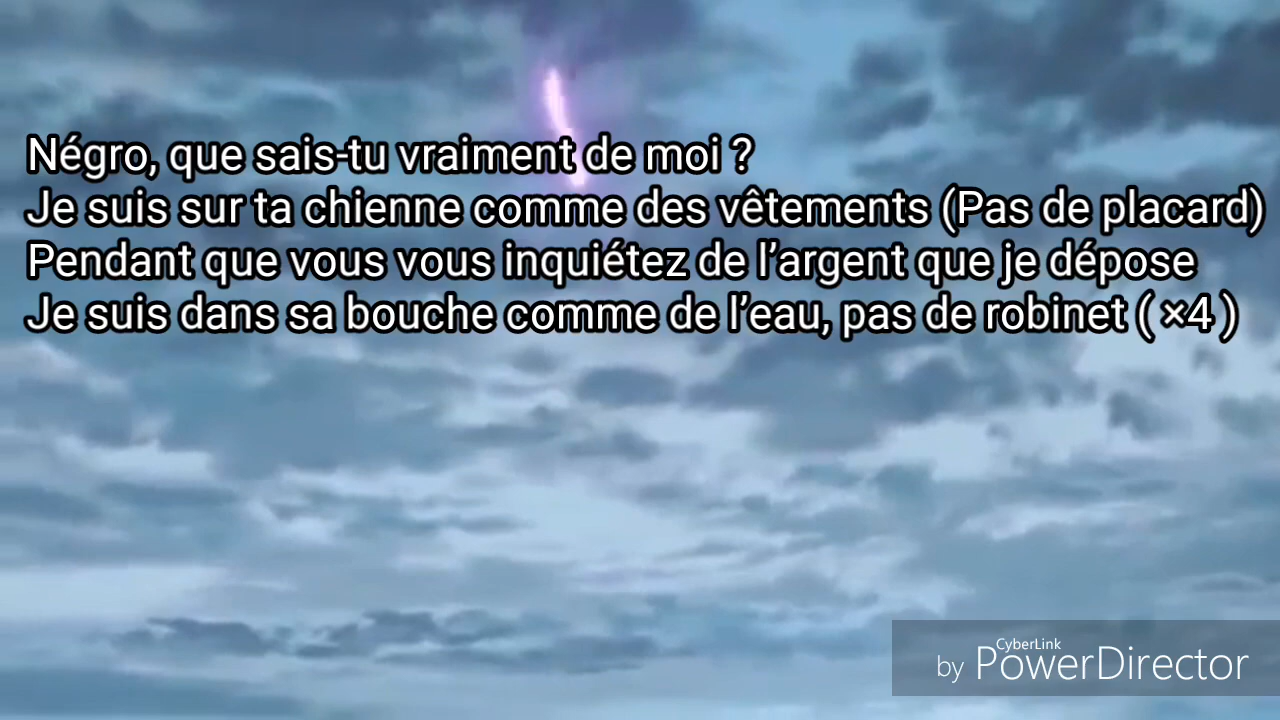 Négro, que sais-tu vraiment de moi ?
Je suis sur ta chienne comme des vêtements (Pas de placard)
Pendant que vous vous inquiétez de l’argent que je dépose
Je suis dans sa bouche comme de l’eau, pas de robinet ( ×4 )
CyberLink
by PowerDirector